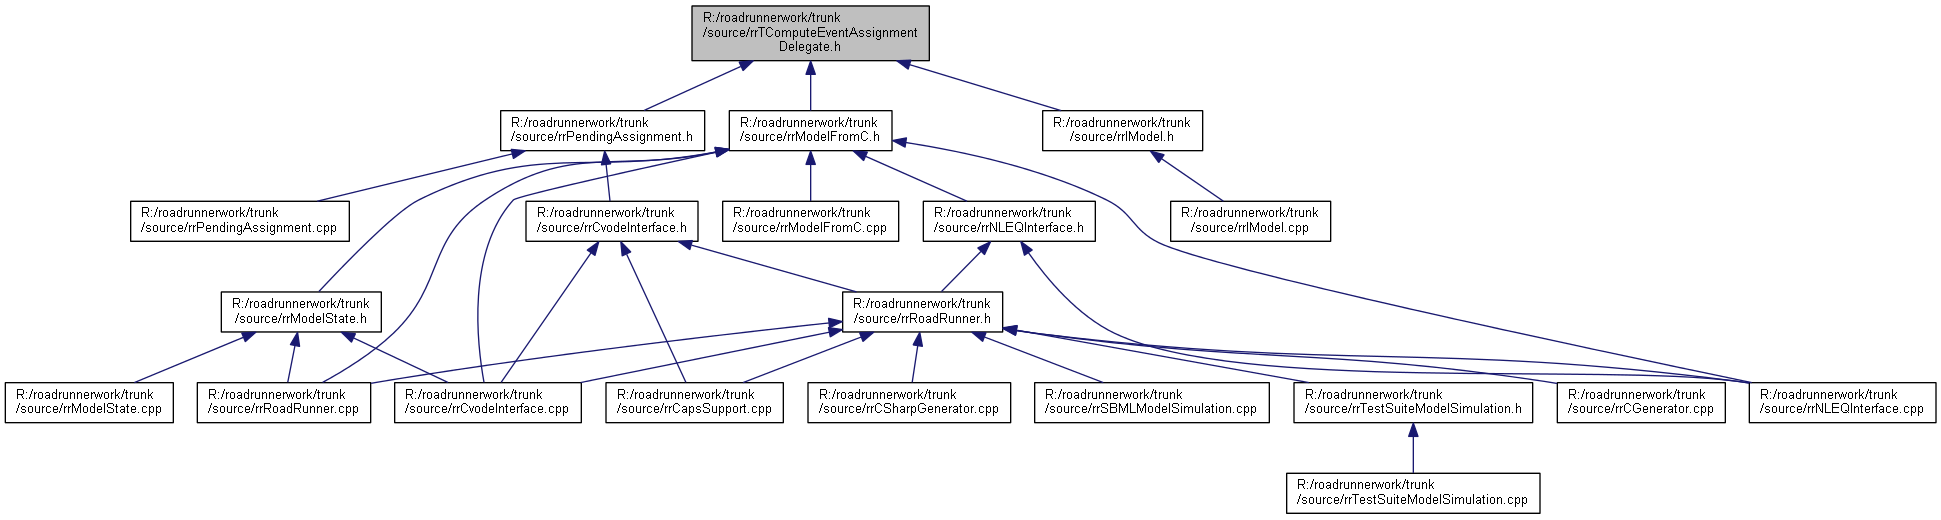 R:/roadrunnerwork/trunk
/source/rrTComputeEventAssignment
Delegate.h
R:/roadrunnerwork/trunk
/source/rrPendingAssignment.h
R:/roadrunnerwork/trunk
/source/rrModelFromC.h
R:/roadrunnerwork/trunk
/source/rrIModel.h
R:/roadrunnerwork/trunk
/source/rrPendingAssignment.cpp
R:/roadrunnerwork/trunk
/source/rrCvodeInterface.h
R:/roadrunnerwork/trunk
/source/rrModelFromC.cpp
R:/roadrunnerwork/trunk
/source/rrNLEQInterface.h
R:/roadrunnerwork/trunk
/source/rrIModel.cpp
R:/roadrunnerwork/trunk
/source/rrModelState.h
R:/roadrunnerwork/trunk
/source/rrRoadRunner.h
R:/roadrunnerwork/trunk
/source/rrModelState.cpp
R:/roadrunnerwork/trunk
/source/rrRoadRunner.cpp
R:/roadrunnerwork/trunk
/source/rrCvodeInterface.cpp
R:/roadrunnerwork/trunk
/source/rrCapsSupport.cpp
R:/roadrunnerwork/trunk
/source/rrCSharpGenerator.cpp
R:/roadrunnerwork/trunk
/source/rrSBMLModelSimulation.cpp
R:/roadrunnerwork/trunk
/source/rrTestSuiteModelSimulation.h
R:/roadrunnerwork/trunk
/source/rrCGenerator.cpp
R:/roadrunnerwork/trunk
/source/rrNLEQInterface.cpp
R:/roadrunnerwork/trunk
/source/rrTestSuiteModelSimulation.cpp